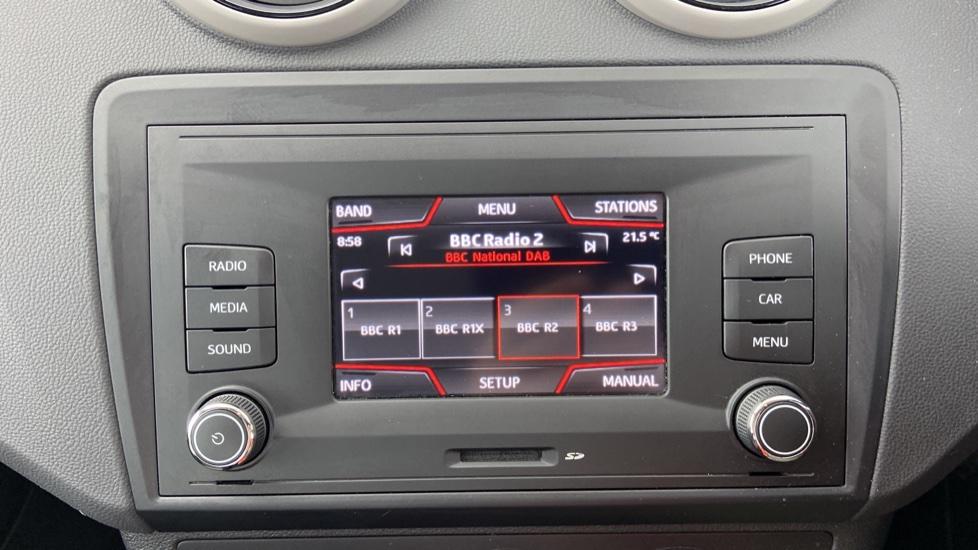 BAND MENU STATIONS
8:58 BBC Radio 2 21.5 °C
BBC National DAB
1 2 3 4
BBC R1 BBC R1X BBC R2 BBC R3
INFO SETUP MANUAL
RADIO
MEDIA
SOUND
PHONE
CAR
MENU
SD